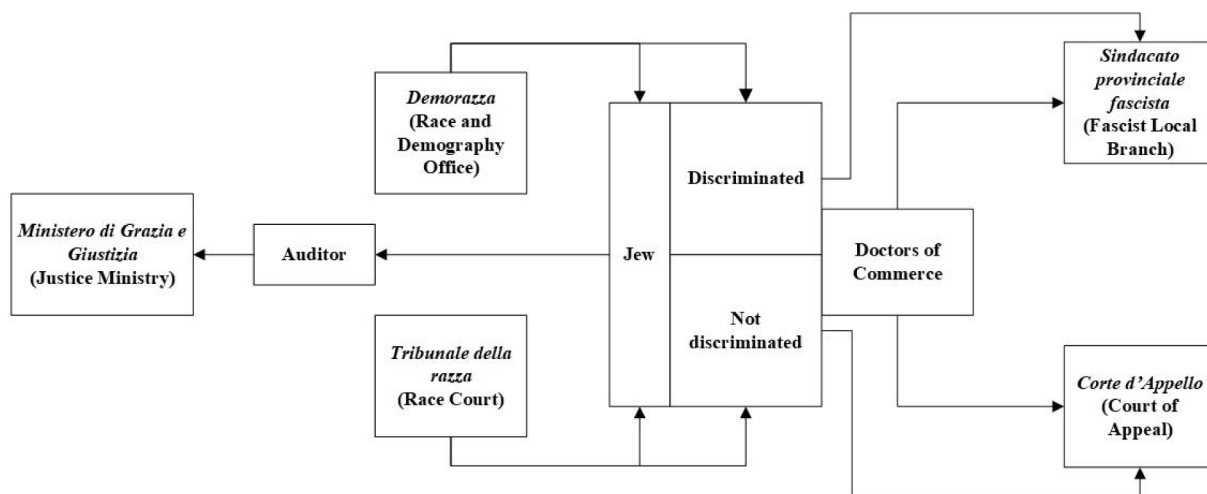 Demorazza
(Race and
Demography
Office)
Sindacato
provinciale
fascista
(Fascist Local
Branch)
Ministero di Grazia e
Giustizia
(Justice Ministry)
Auditor
Jew
Discriminated
Not
discriminated
Doctors of
Commerce
Tribunale della
razza
(Race Court)
Corte d’Appello
(Court of
Appeal)